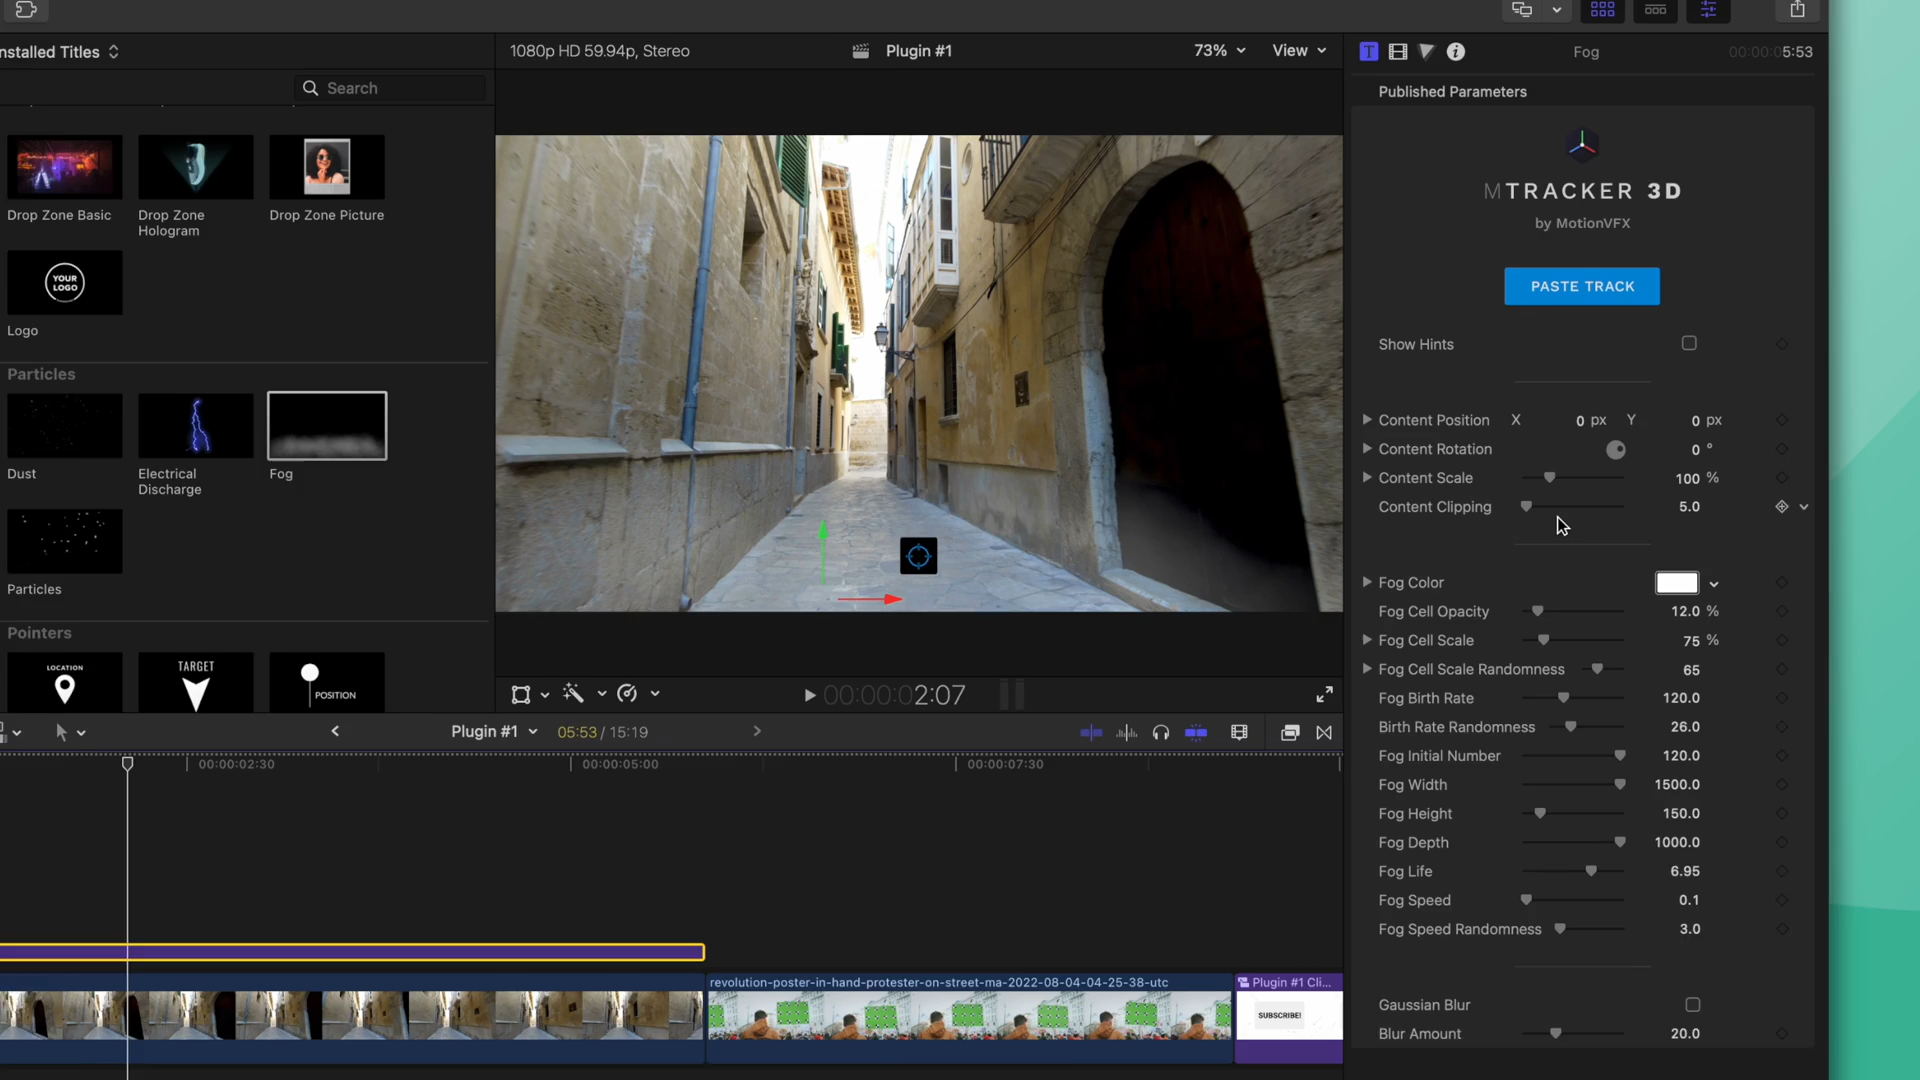 nstalled Titles
Search
Drop Zone Basic
Drop Zone
Hologram
Drop Zone Picture
YOUR
LOGO
Logo
Particles
Dust
Electrical
Discharge
Fog
Particles
Pointers
LOCATION
TARGET
POSITION
1080p HD 59.94p, Stereo
Plugin #1
73%
View
00:00:02:07
Fog
00:00:05:53
Published Parameters
MTRACKER 3D
by MotionVFX
PASTE TRACK
Show Hints
Content Position X 0 px Y 0 px
Content Rotation 0 °
Content Scale 100 %
Content Clipping 5.0
Fog Color
Fog Cell Opacity 12.0 %
Fog Cell Scale 75 %
Fog Cell Scale Randomness 65
Fog Birth Rate 120.0
Birth Rate Randomness 26.0
Fog Initial Number 120.0
Fog Width 1500.0
Fog Height 150.0
Fog Depth 1000.0
Fog Life 6.95
Fog Speed 0.1
Fog Speed Randomness 3.0
Gaussian Blur
Blur Amount 20.0
Plugin #1
05:53 / 15:19
00:00:02:30
00:00:05:00
00:00:07:30
revolution-poster-in-hand-protester-on-street-ma-2022-08-04-04-25-38-utc
Plugin #1 Cli...
SUBSCRIBE!